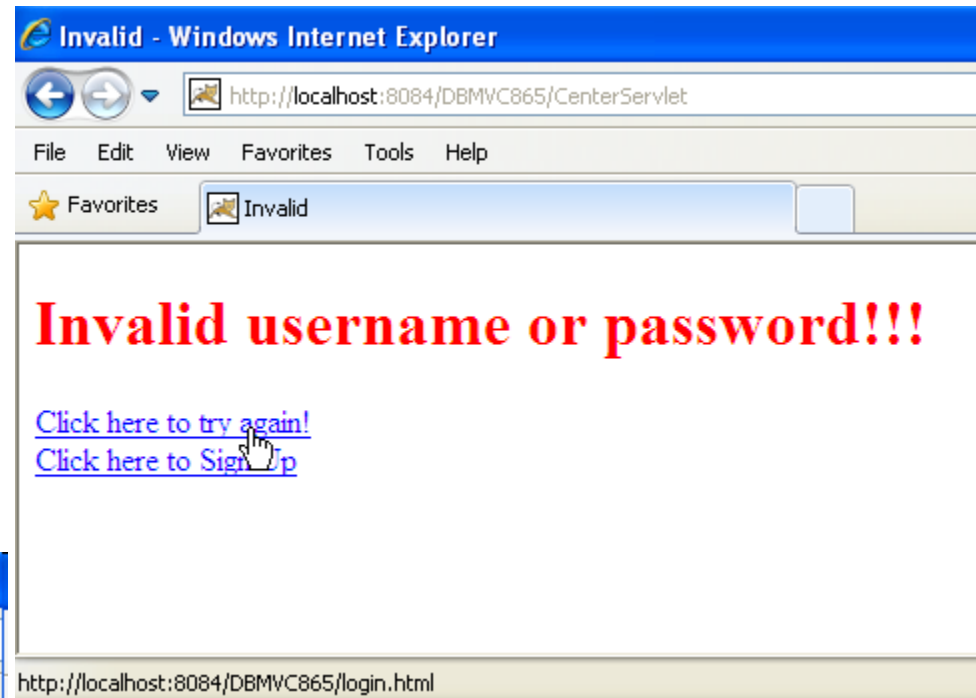 Invalid - Windows Internet Explorer
http://localhost:8084/DBMVC865/CenterServlet
File Edit View Favorites Tools Help
Favorites Invalid
Invalid username or password!!!
Click here to try again!
Click here to Sign Up
http://localhost:8084/DBMVC865/login.html